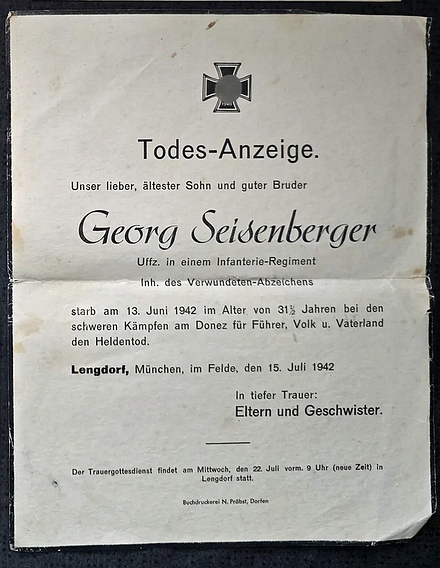 Todes-Anzeige.
Unser lieber, ältester Sohn und guter Bruder
Georg Seisenberger
Uffz. in einem Infanterie-Regiment
Inh. des Verwundeten-Abzeichens
starb am 13. Juni 1942 im Alter von 31½ Jahren bei den
schweren Kämpfen am Donez für Führer, Volk u. Vaterland
den Heldentod.
Lengdorf, München, im Felde, den 15. Juli 1942
In tiefer Trauer:
Eltern und Geschwister.
Der Trauergottesdienst findet am Mittwoch, den 22. Juli vorm. 9 Uhr (neue Zeit) in
Lengdorf statt.
Buchdruckerei N. Präbst, Dorfen